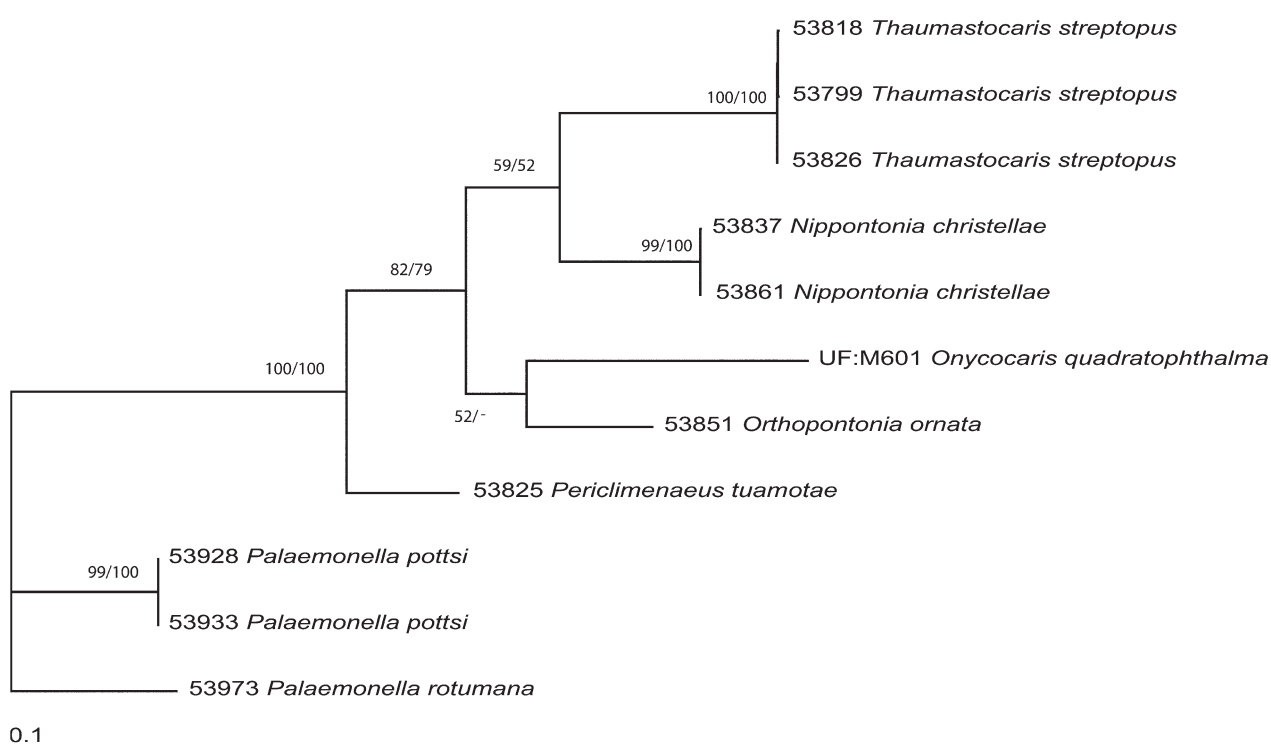 53818 Thaumastocaris streptopus
100/100
53799 Thaumastocaris streptopus
59/52
53826 Thaumastocaris streptopus
53837 Nippontonia christellae
99/100
82/79
53861 Nippontonia christellae
100/100
UF:M601 Onycocaris quadratophthalma
52/-
53851 Orthopontonia ornata
53825 Periclimenaeus tuamotae
53928 Palaemonella pottsi
99/100
53933 Palaemonella pottsi
53973 Palaemonella rotumana
0.1